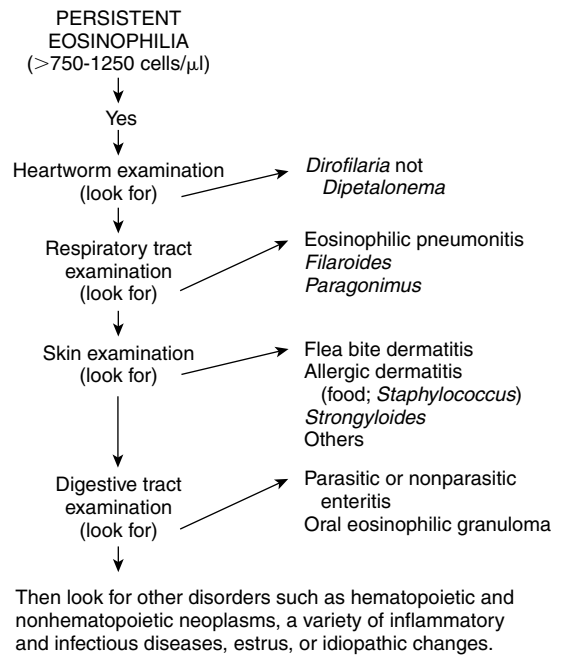 PERSISTENT
EOSINOPHILIA
(>750-1250 cells/µl)
Yes
Heartworm examination
(look for)
Dirofilaria not
Dipetalonema
Respiratory tract
examination
(look for)
Eosinophilic pneumonitis
Filaroides
Paragonimus
Skin examination
(look for)
Flea bite dermatitis
Allergic dermatitis
(food; Staphylococcus)
Strongyloides
Others
Digestive tract
examination
(look for)
Parasitic or nonparasitic
enteritis
Oral eosinophilic granuloma
Then look for other disorders such as hematopoietic and
nonhematopoietic neoplasms, a variety of inflammatory
and infectious diseases, estrus, or idiopathic changes.